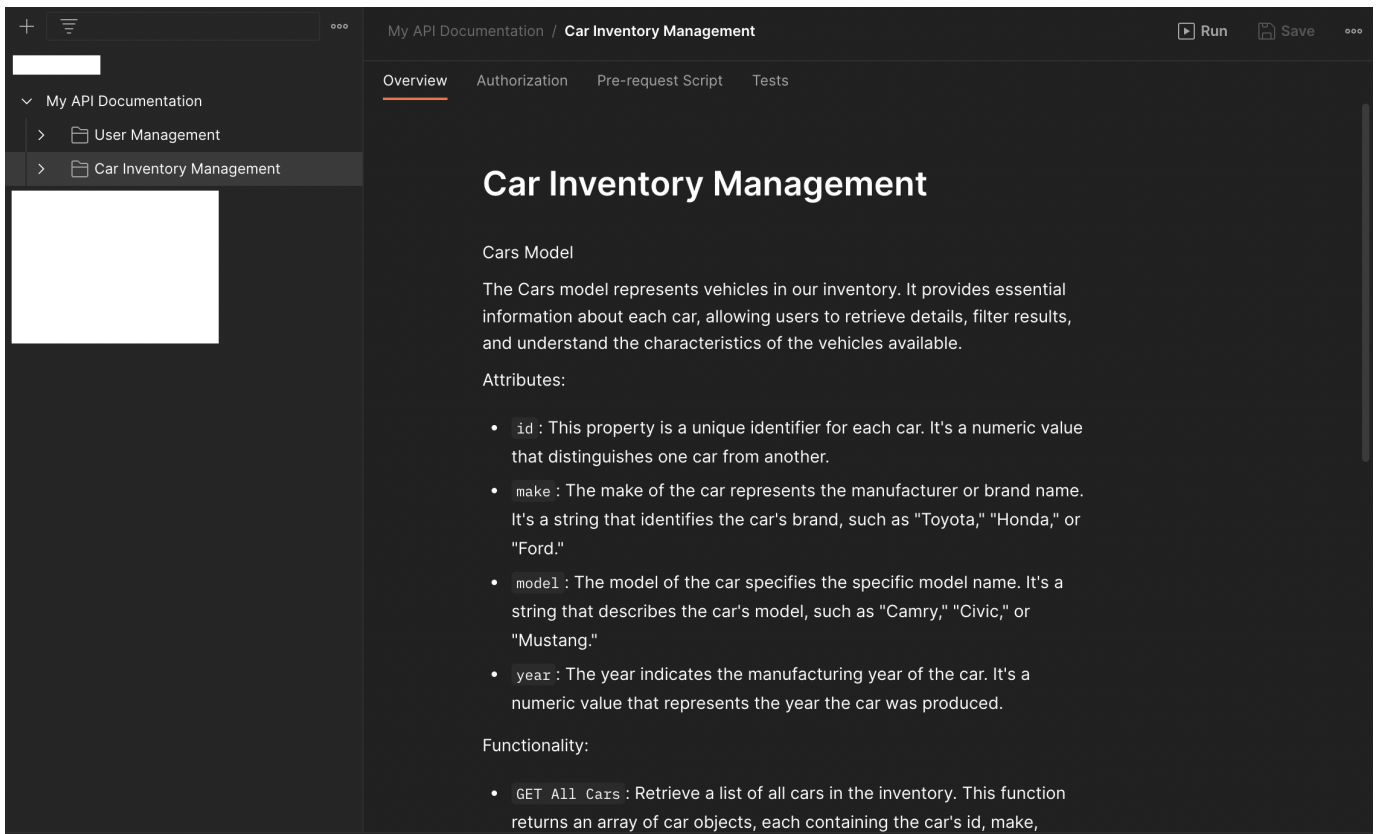 My API Documentation / Car Inventory Management
Run
Save
Overview
Authorization
Pre-request Script
Tests
My API Documentation
User Management
Car Inventory Management
Car Inventory Management
Cars Model
The Cars model represents vehicles in our inventory. It provides essential
information about each car, allowing users to retrieve details, filter results,
and understand the characteristics of the vehicles available.
Attributes:
• id: This property is a unique identifier for each car. It's a numeric value
that distinguishes one car from another.
• make: The make of the car represents the manufacturer or brand name.
It's a string that identifies the car's brand, such as "Toyota," "Honda," or
"Ford."
• model: The model of the car specifies the specific model name. It's a
string that describes the car's model, such as "Camry," "Civic," or
"Mustang."
• year: The year indicates the manufacturing year of the car. It's a
numeric value that represents the year the car was produced.
Functionality:
• GET All Cars: Retrieve a list of all cars in the inventory. This function
returns an array of car objects, each containing the car's id, make,